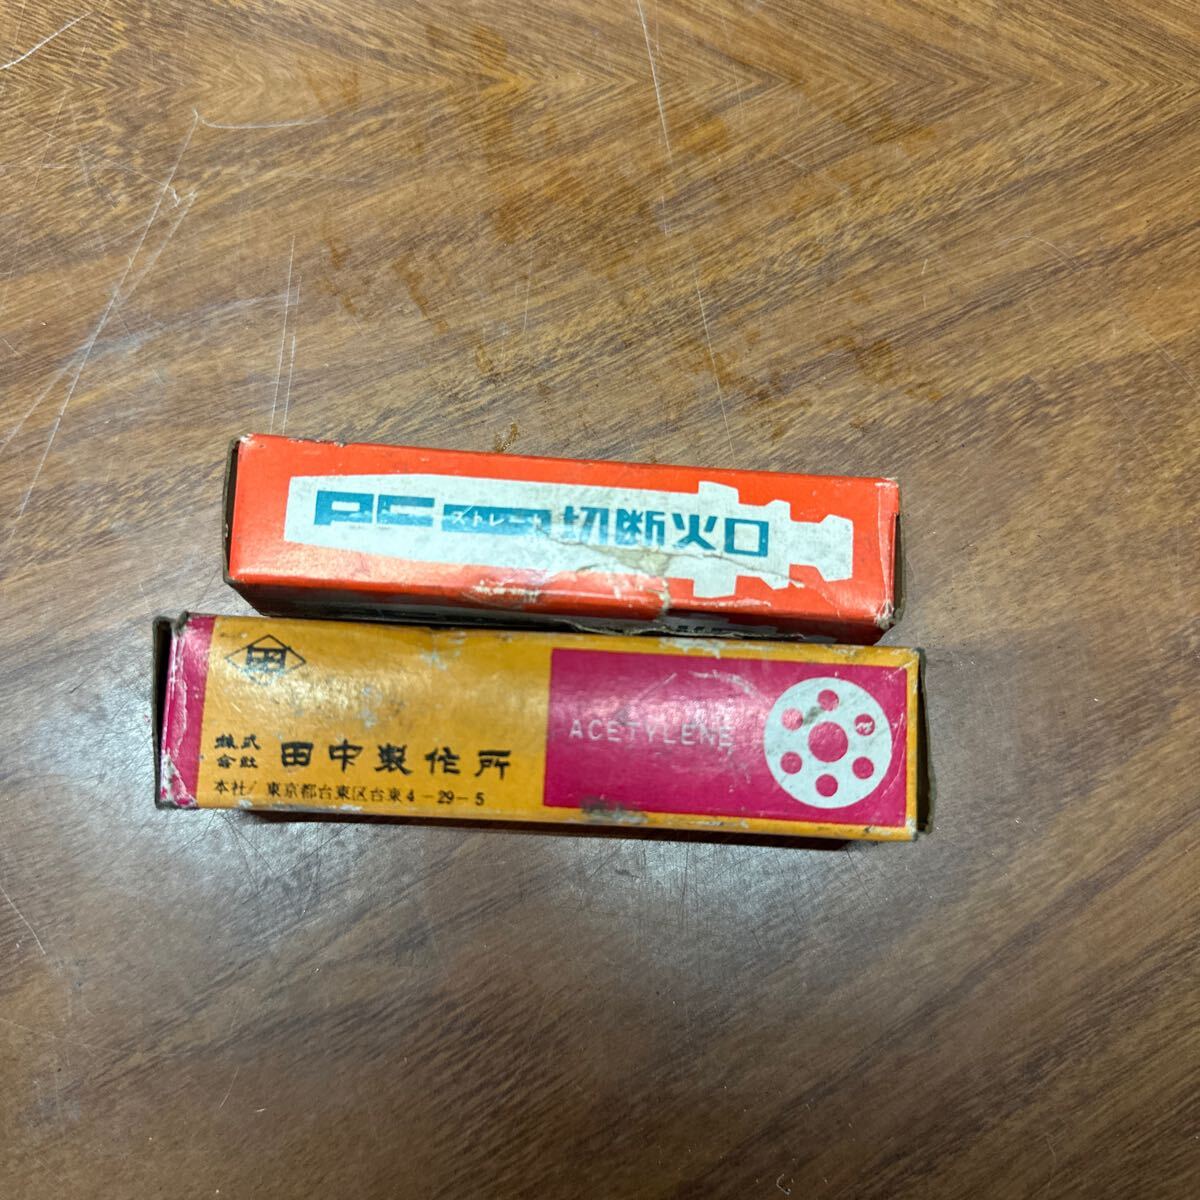 ストレート 切断火口
田
株式会社 田中製作所
本社/東京都台東区台東4-29-5
ACETYLENE